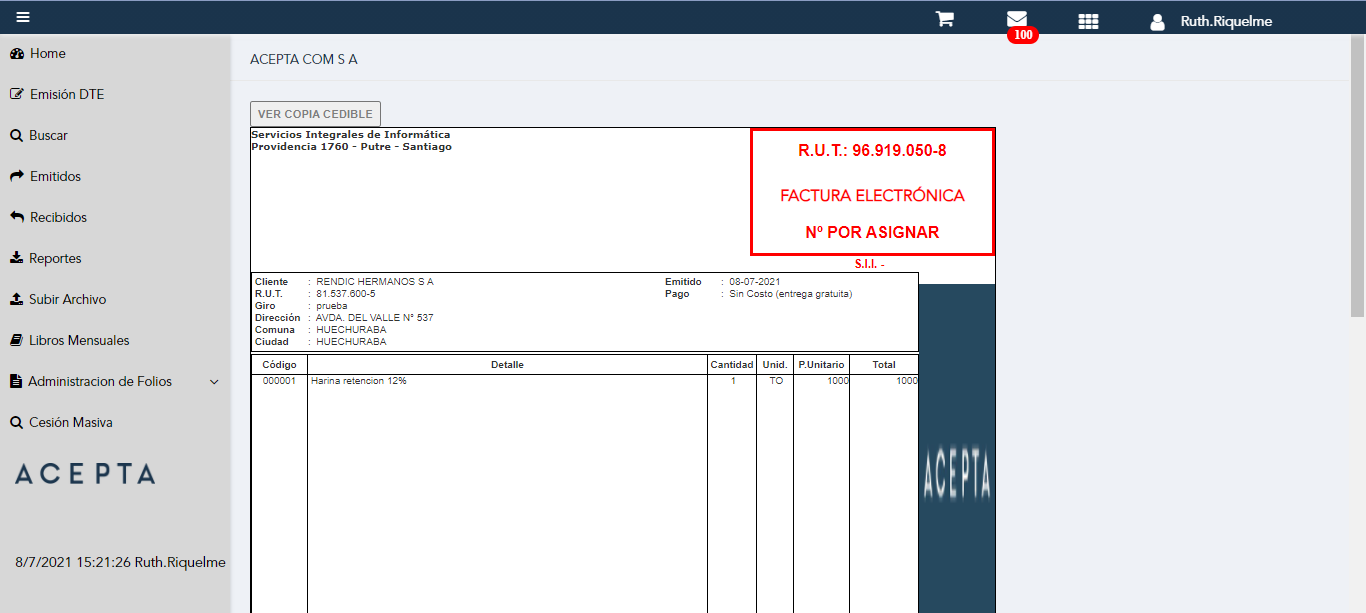 100
Ruth.Riquelme
Home
Emisión DTE
Buscar
Emitidos
Recibidos
Reportes
Subir Archivo
Libros Mensuales
Administracion de Folios
Cesión Masiva
ACEPTA
8/7/2021 15:21:26 Ruth.Riquelme
ACEPTA COM S A
VER COPIA CEDIBLE
Servicios Integrales de Informática
Providencia 1760 - Putre - Santiago
R.U.T.: 96.919.050-8
FACTURA ELECTRÓNICA
Nº POR ASIGNAR
S.I.I. -
Cliente : RENDIC HERMANOS S A Emitido : 08-07-2021
R.U.T. : 81.537.600-5 Pago : Sin Costo (entrega gratuita)
Giro : prueba
Dirección : AVDA. DEL VALLE N° 537
Comuna : HUECHURABA
Ciudad : HUECHURABA
Código Detalle Cantidad Unid. P.Unitario Total
000001 Harina retencion 12% 1 TO 1000 1000
ACEPTA